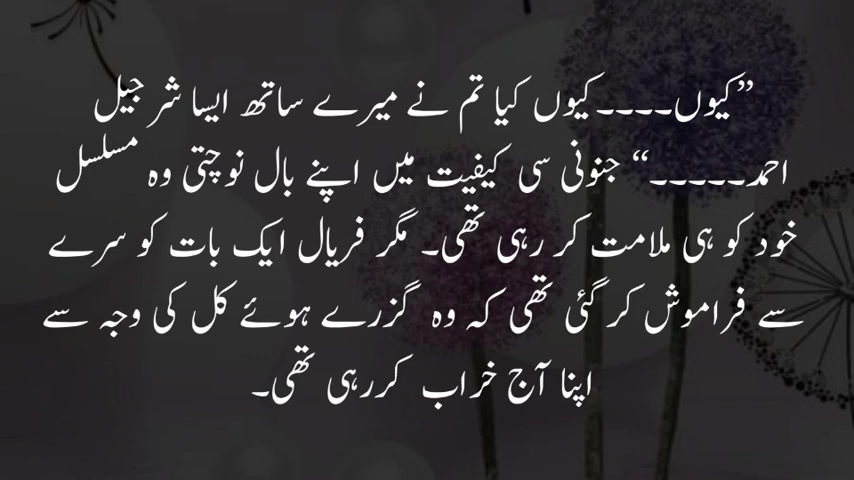 ”کیوں۔۔۔۔کیوں کیا تم نے میرے ساتھ ایسا شرجیل
احمد۔۔۔۔۔“ جنونی سی کیفیت میں اپنے بال نوچتی وہ مسلسل
خود کو ہی ملامت کر رہی تھی۔ مگر فریال ایک بات کو سرے
سے فراموش کر گئی تھی کہ وہ گزرے ہوئے کل کی وجہ سے
اپنا آج خراب کررہی تھی۔